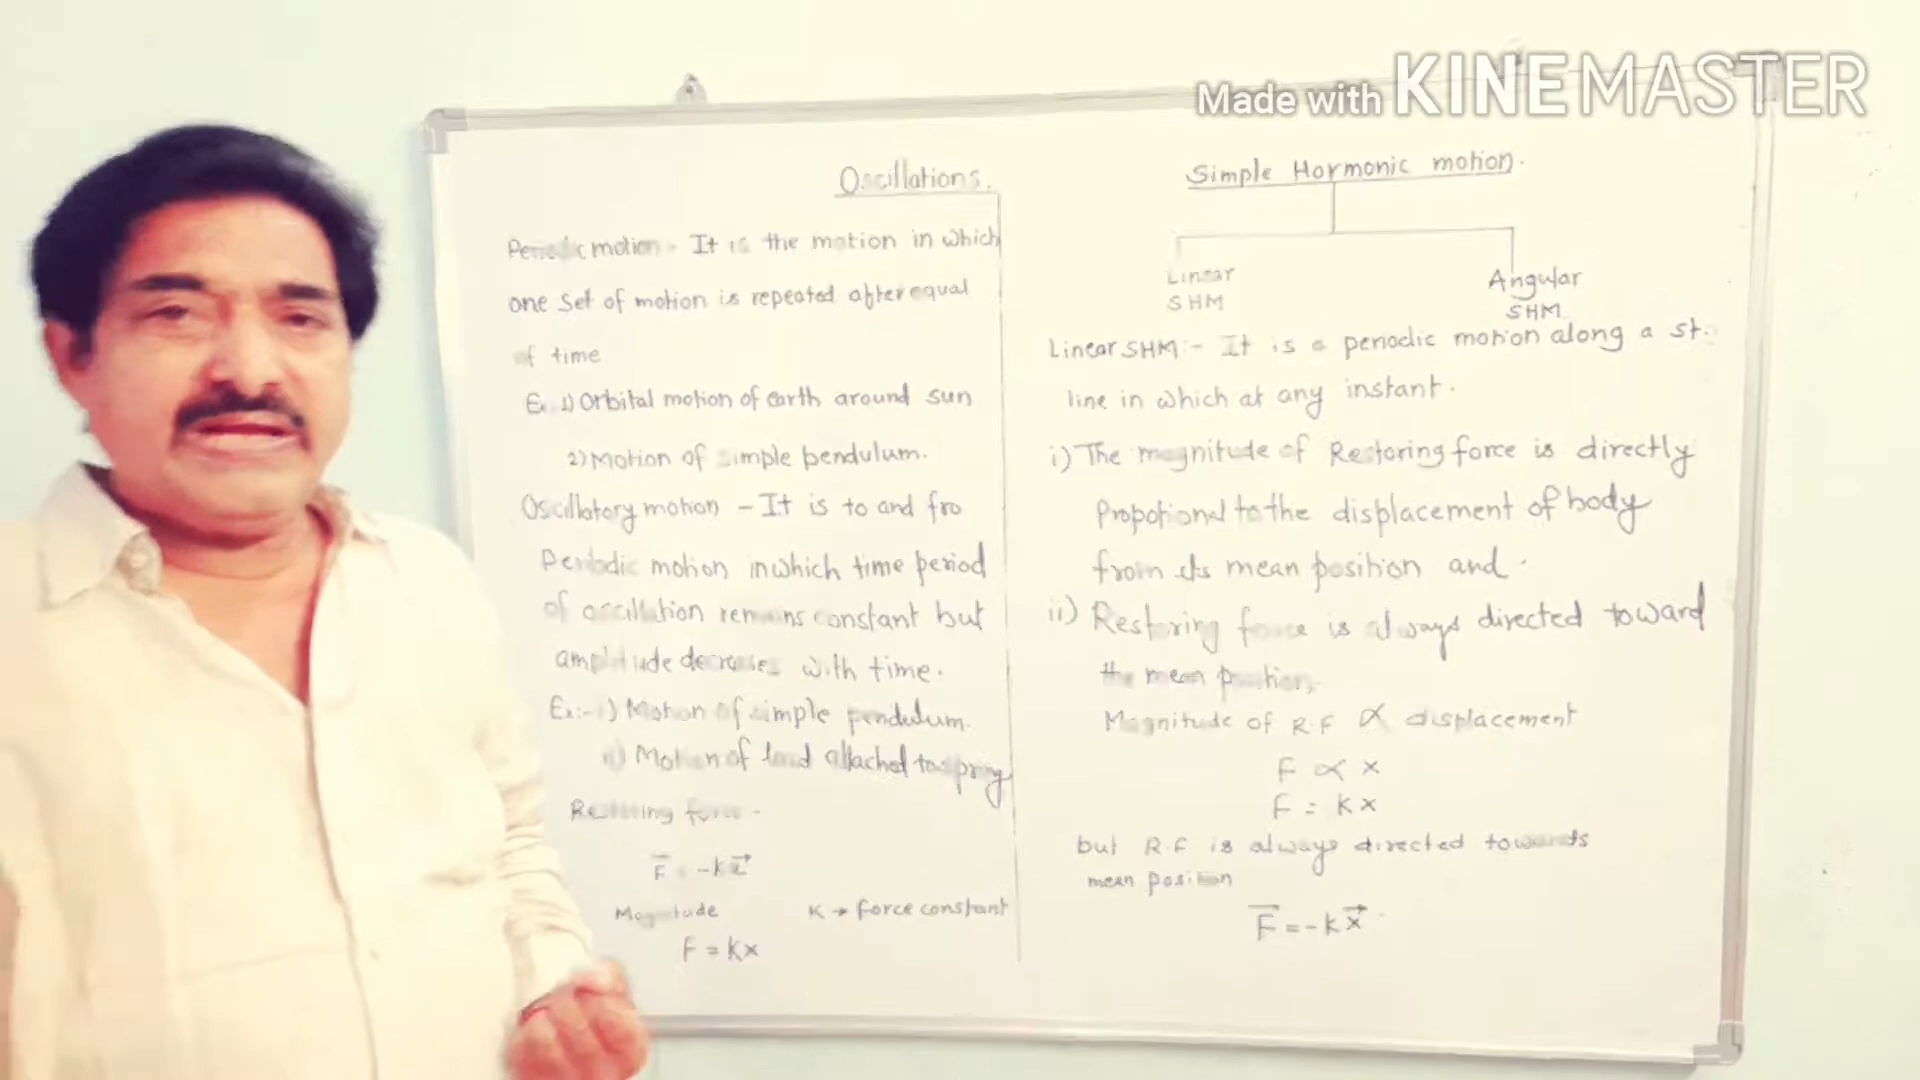 Made with KINEMASTER
Oscillations.
Periodic motion - It is the motion in which
one set of motion is repeated after equal
of time
Ex. 1) Orbital motion of earth around sun
2) Motion of simple pendulum.
Oscillatory motion - It is to and fro
Periodic motion in which time period
of oscillation remains constant but
amplitude decreases with time.
Ex:- i) Motion of simple pendulum.
ii) Motion of load attached to spring
Restoring force -
F⃗ = -kx⃗
Magnitude K → force constant
F = kx
Simple Hormonic motion.
Linear
SHM
Angular
SHM
Linear SHM:- It is a periodic motion along a st.
line in which at any instant.
i) The magnitude of Restoring force is directly
Propotional to the displacement of body
from its mean position and.
ii) Restoring force is always directed toward
the mean position,
Magnitude of R.F ∝ displacement
F ∝ x
F = kx
but R.F is always directed towards
mean position
F⃗ = -kx⃗